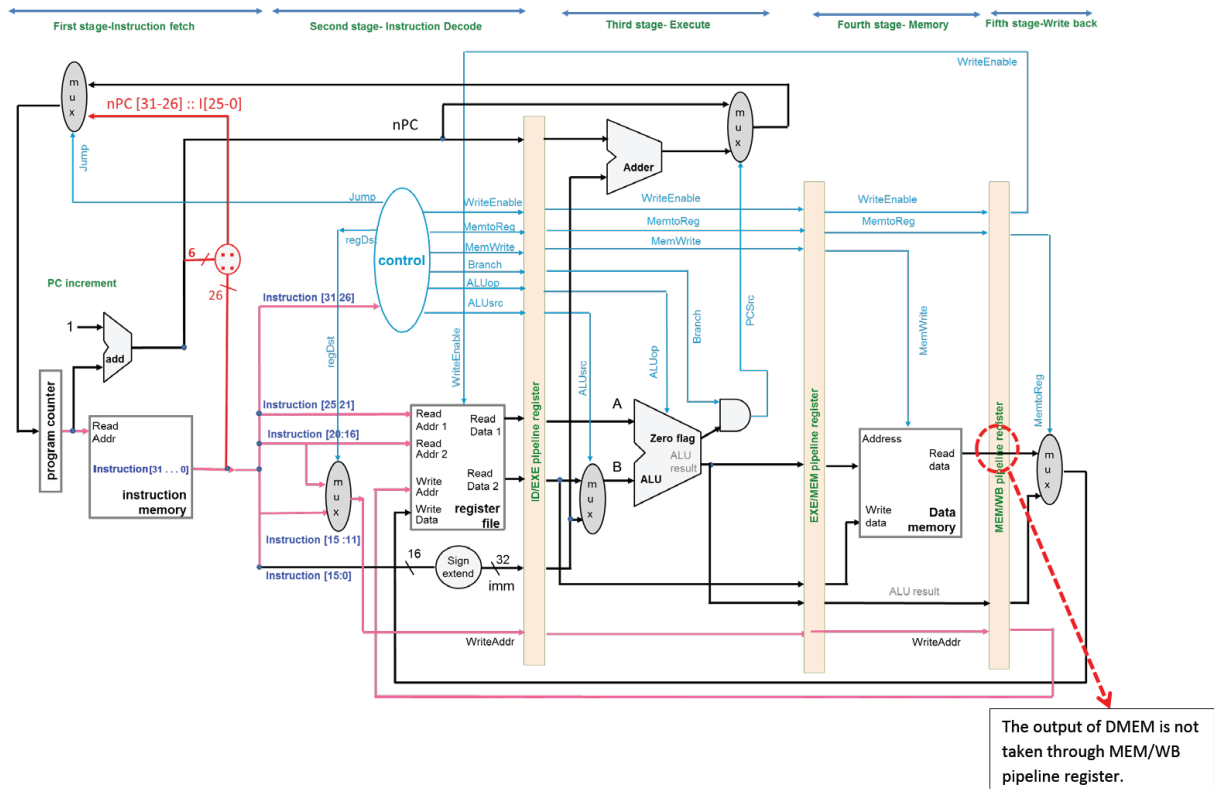 First stage-Instruction fetch
Second stage- Instruction Decode
Third stage- Execute
Fourth stage- Memory
Fifth stage-Write back
WriteEnable
mux
nPC [31-26] :: I[25-0]
nPC
mux
Adder
Jump
Jump
regDst
control
WriteEnable
MemtoReg
MemWrite
Branch
ALUop
ALUsrc
WriteEnable
MemtoReg
MemWrite
WriteEnable
MemtoReg
6
26
PC increment
1
add
Instruction [31 26]
regDst
WriteEnable
ALUsrc
ALUop
Branch
PCSrc
MemWrite
MemtoReg
program counter
Read
Addr
Instruction[31 . . . 0]
instruction
memory
Instruction [25 21]
Instruction [20:16]
mux
Instruction [15 :11]
Instruction [15:0]
Read
Addr 1
Read
Addr 2
Write
Addr
Write
Data
Read
Data 1
Read
Data 2
register
file
16
Sign
extend
32
imm
ID/EXE pipeline register
A
B
mux
Zero flag
ALU
result
ALU
EXE/MEM pipeline register
Address
Read
data
Write
data
Data
memory
MEM/WB pipeline register
mux
ALU result
WriteAddr
WriteAddr
The output of DMEM is not
taken through MEM/WB
pipeline register.